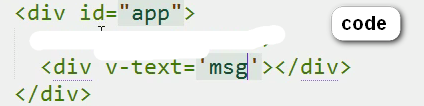 <div id="app">
code
<div v-text='msg'></div>
</div>